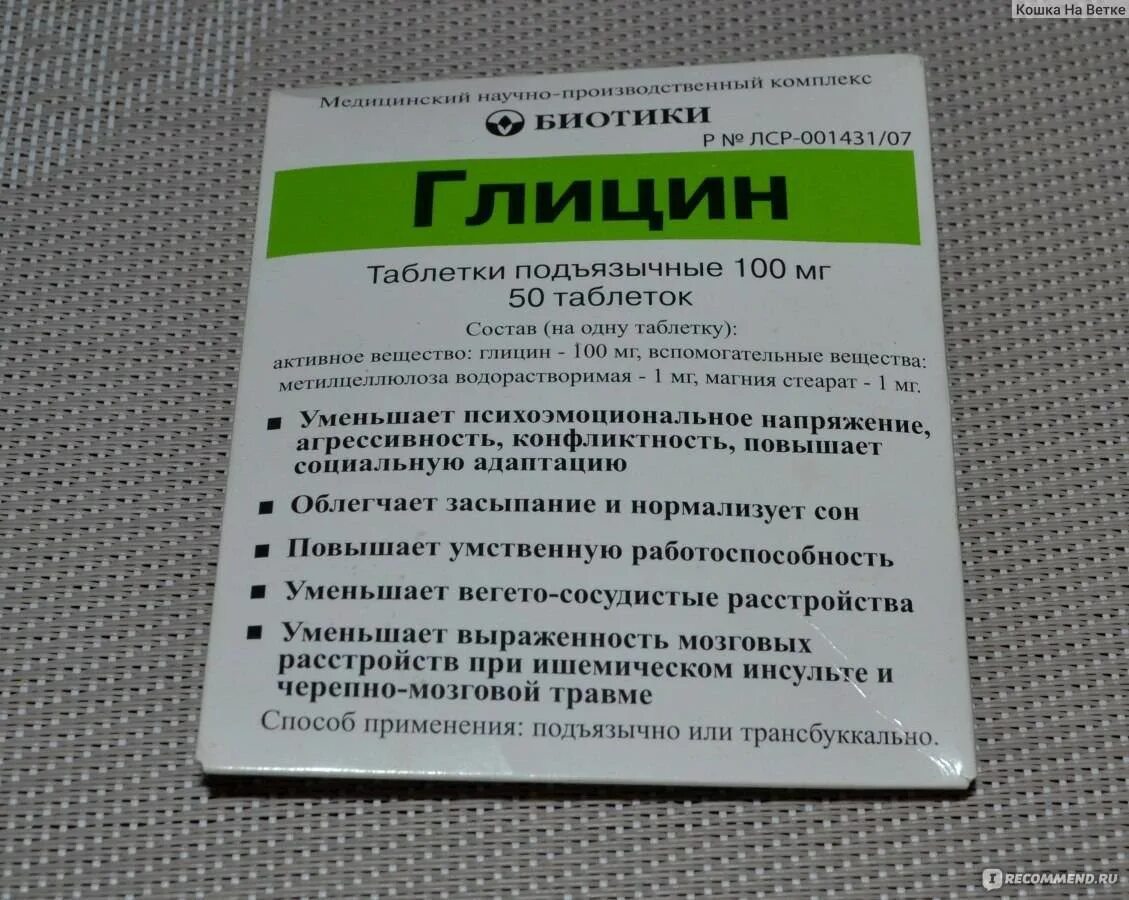 Кошка На Ветке
Медицинский научно-производственный комплекс
БИОТИКИ
Р № ЛСР-001431/07
Глицин
Таблетки подъязычные 100 мг
50 таблеток
Состав (на одну таблетку):
активное вещество: глицин - 100 мг, вспомогательные вещества:
метилцеллюлоза водорастворимая - 1 мг, магния стеарат - 1 мг.
▪ Уменьшает психоэмоциональное напряжение,
агрессивность, конфликтность, повышает
социальную адаптацию
▪ Облегчает засыпание и нормализует сон
▪ Повышает умственную работоспособность
▪ Уменьшает вегето-сосудистые расстройства
▪ Уменьшает выраженность мозговых
расстройств при ишемическом инсульте и
черепно-мозговой травме
Способ применения: подъязычно или трансбуккально.
IRECOMMEND.RU